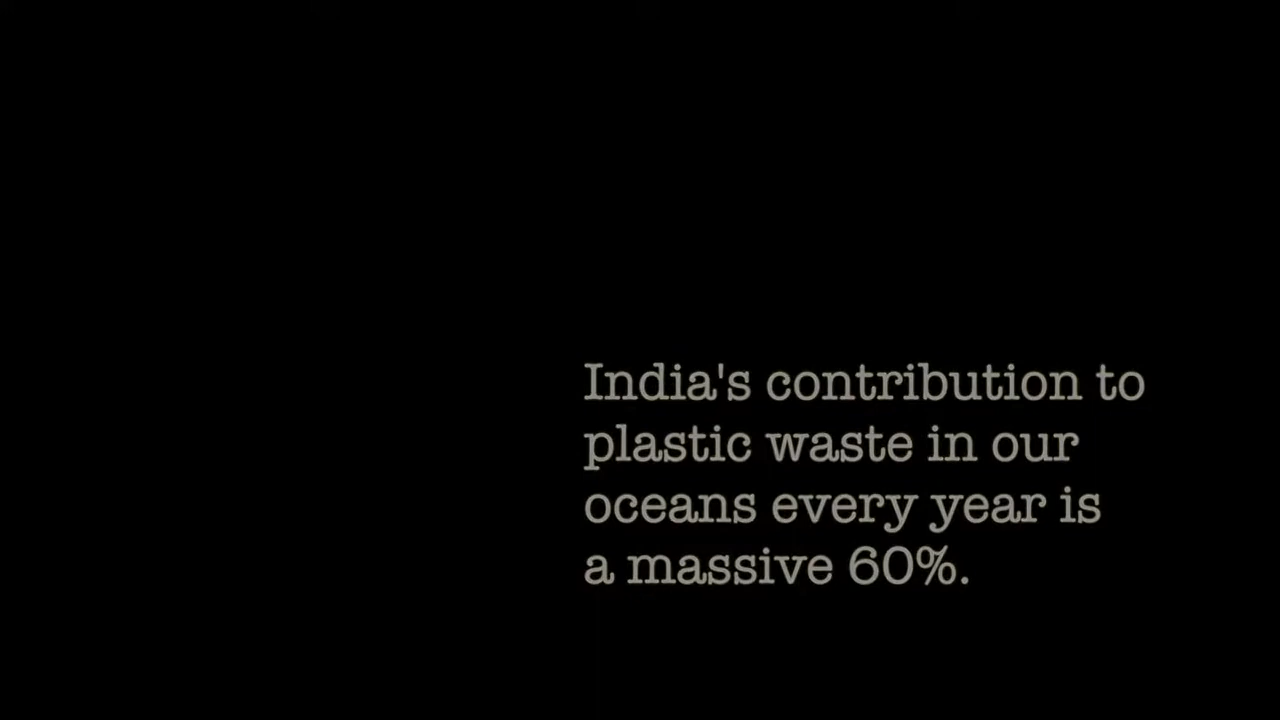 India's contribution to
plastic waste in our
oceans every year is
a massive 60%.